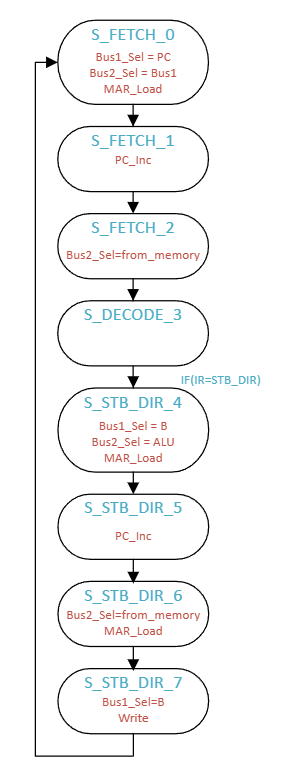 S_FETCH_0
Bus1_Sel = PC
Bus2_Sel = Bus1
MAR_Load
S_FETCH_1
PC_Inc
S_FETCH_2
Bus2_Sel=from_memory
S_DECODE_3
IF(IR=STB_DIR)
S_STB_DIR_4
Bus1_Sel = B
Bus2_Sel = ALU
MAR_Load
S_STB_DIR_5
PC_Inc
S_STB_DIR_6
Bus2_Sel=from_memory
MAR_Load
S_STB_DIR_7
Bus1_Sel=B
Write